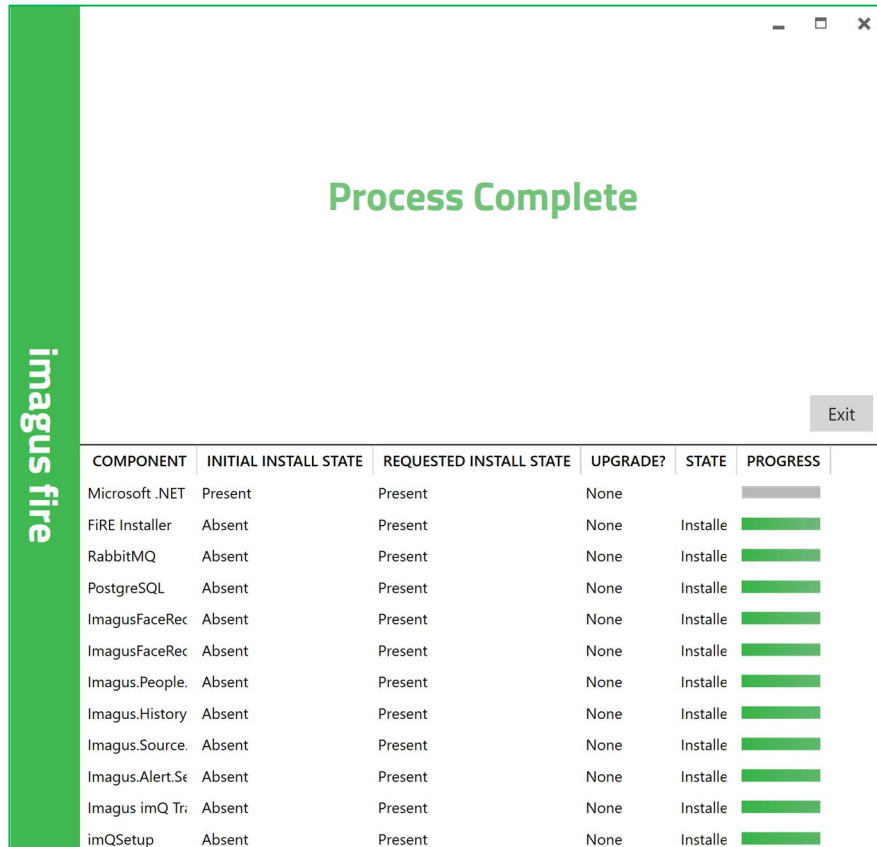 Process Complete
imagus fire
Exit
COMPONENT INITIAL INSTALL STATE REQUESTED INSTALL STATE UPGRADE? STATE PROGRESS
Microsoft .NET Present Present None
FiRE Installer Absent Present None Installe
RabbitMQ Absent Present None Installe
PostgreSQL Absent Present None Installe
ImagusFaceRec Absent Present None Installe
ImagusFaceRec Absent Present None Installe
Imagus.People. Absent Present None Installe
Imagus.History Absent Present None Installe
Imagus.Source. Absent Present None Installe
Imagus.Alert.Se Absent Present None Installe
Imagus imQ Tra Absent Present None Installe
imQSetup Absent Present None Installe